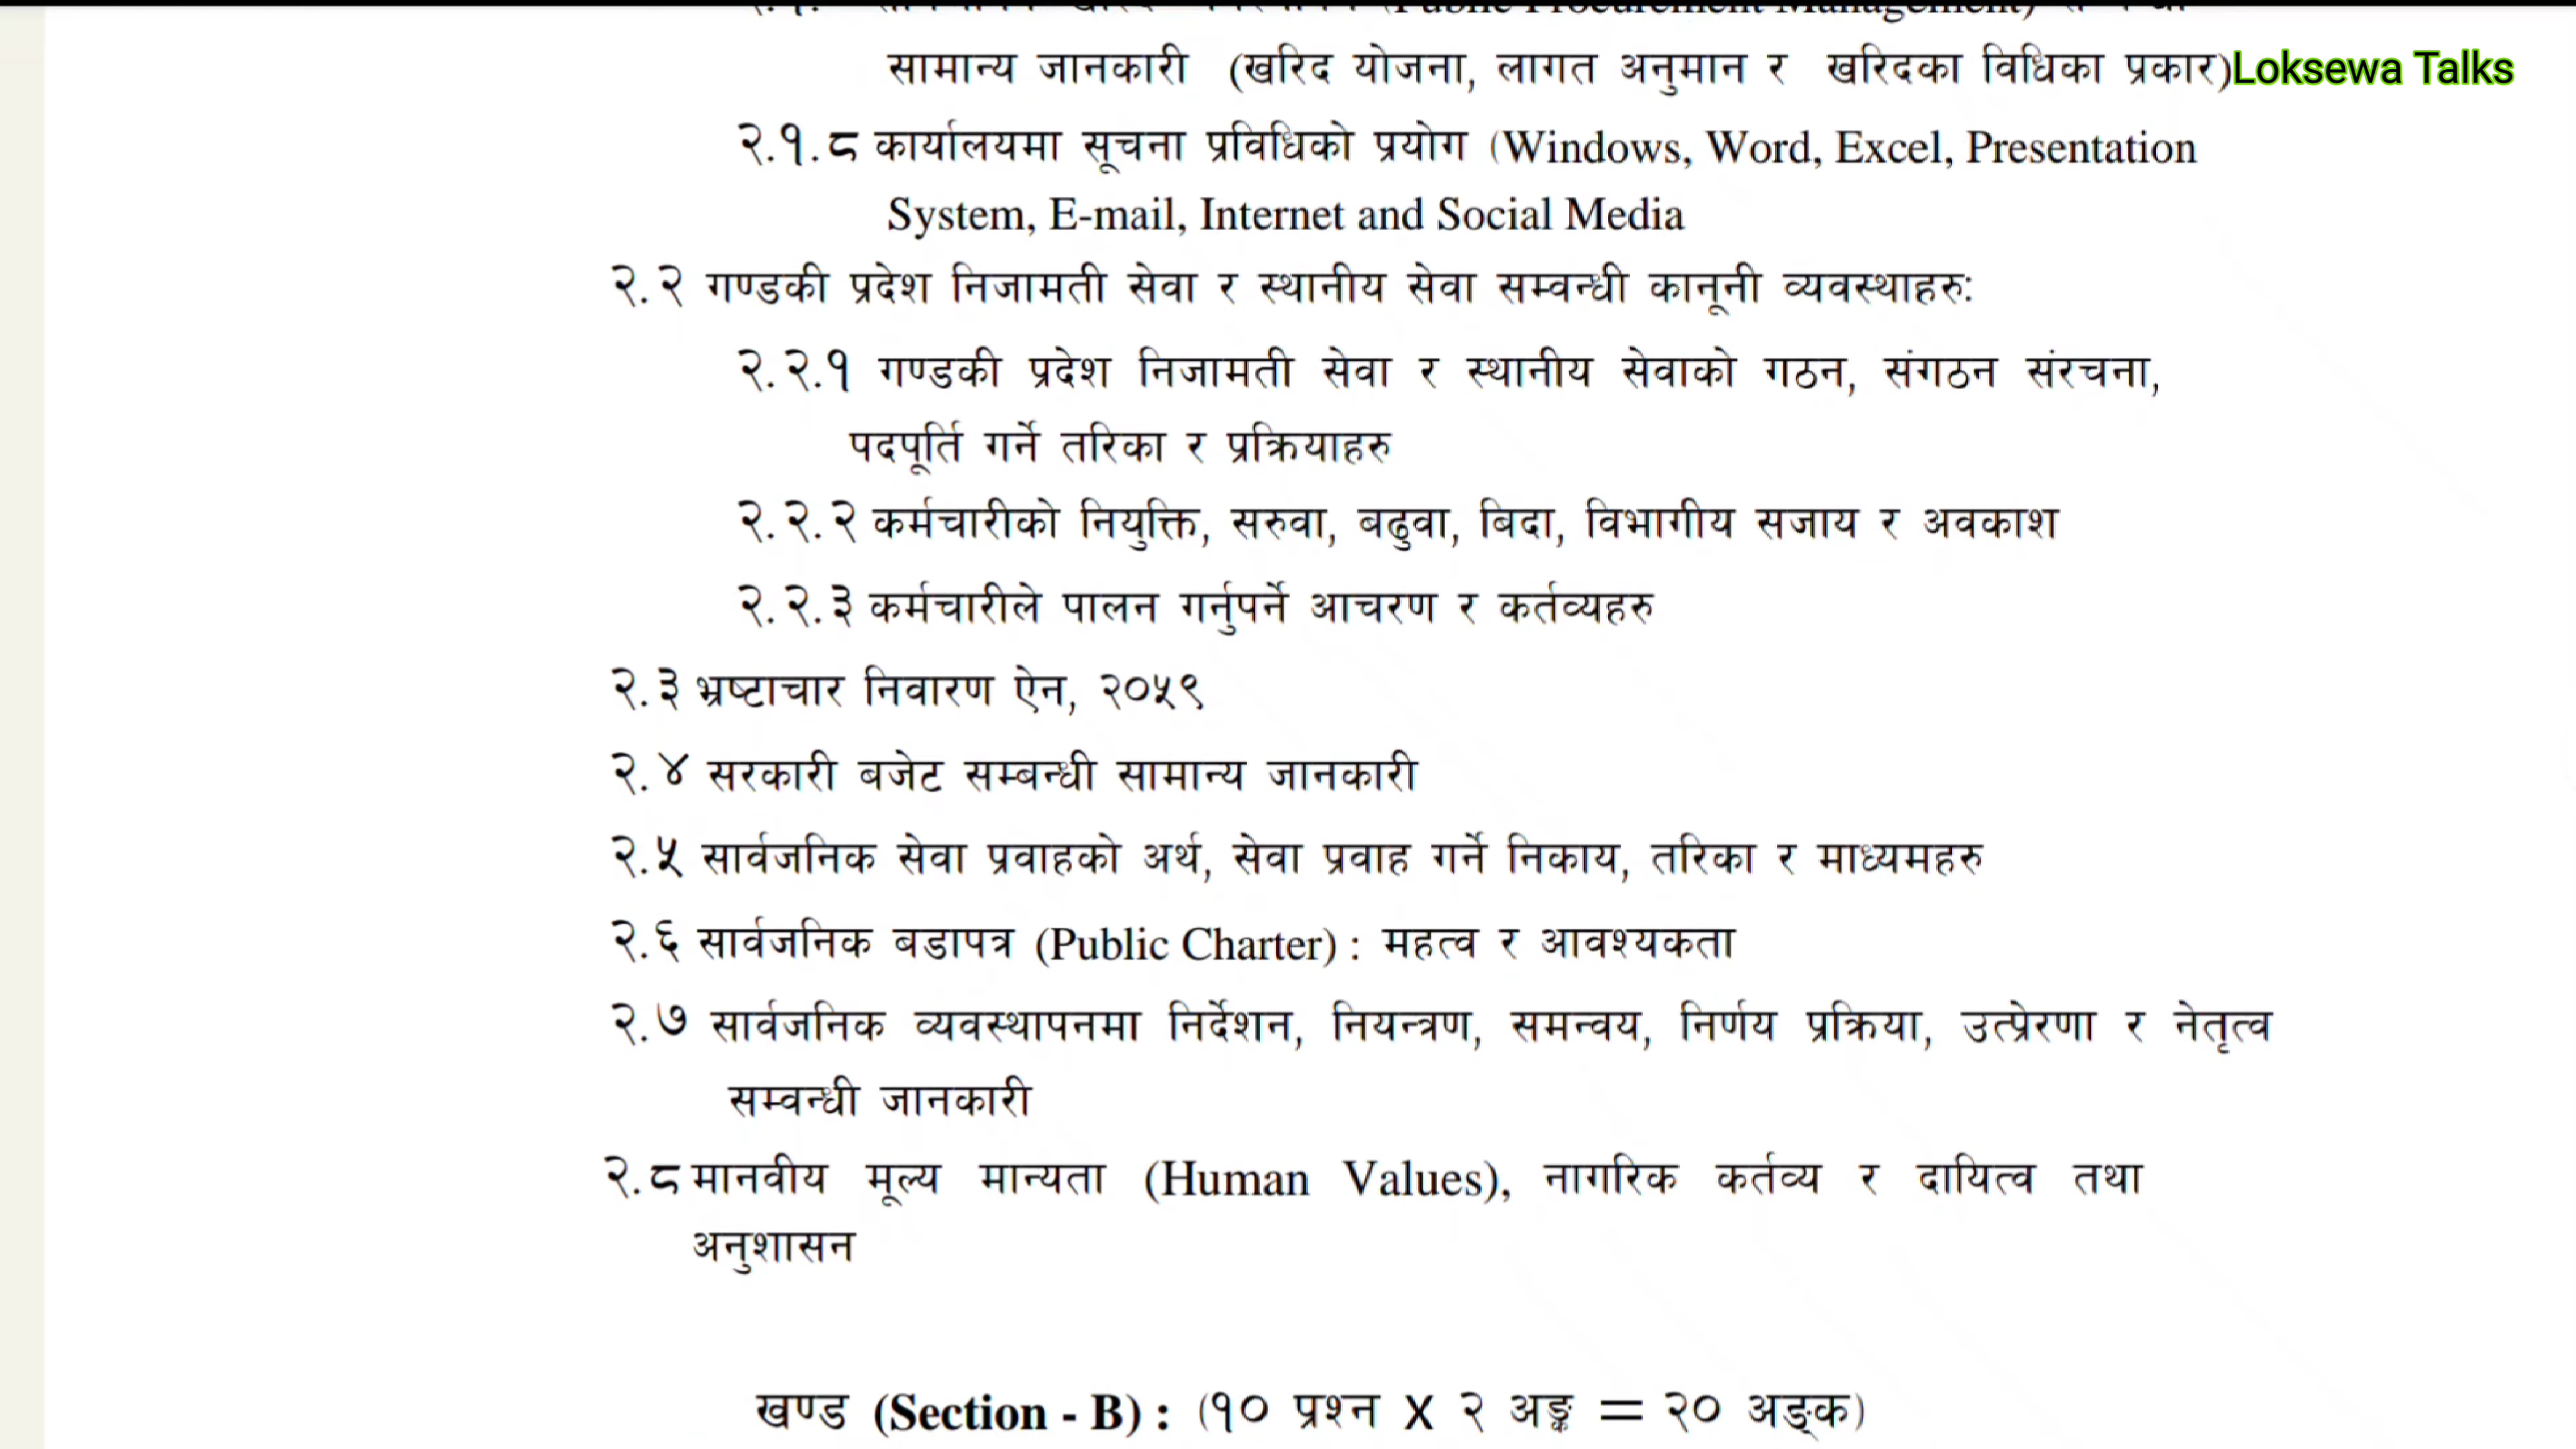 (Public Procurement Management)
सामान्य जानकारी (खरिद योजना, लागत अनुमान र खरिदका विधिका प्रकार)
Loksewa Talks
२.१.८ कार्यालयमा सूचना प्रविधिको प्रयोग (Windows, Word, Excel, Presentation
System, E-mail, Internet and Social Media
२.२ गण्डकी प्रदेश निजामती सेवा र स्थानीय सेवा सम्वन्धी कानूनी व्यवस्थाहरु:
२.२.१ गण्डकी प्रदेश निजामती सेवा र स्थानीय सेवाको गठन, संगठन संरचना,
पदपूर्ति गर्ने तरिका र प्रक्रियाहरु
२.२.२ कर्मचारीको नियुक्ति, सरुवा, बढुवा, बिदा, विभागीय सजाय र अवकाश
२.२.३ कर्मचारीले पालन गर्नुपर्ने आचरण र कर्तव्यहरु
२.३ भ्रष्टाचार निवारण ऐन, २०५९
२.४ सरकारी बजेट सम्बन्धी सामान्य जानकारी
२.५ सार्वजनिक सेवा प्रवाहको अर्थ, सेवा प्रवाह गर्ने निकाय, तरिका र माध्यमहरु
२.६ सार्वजनिक बडापत्र (Public Charter) : महत्व र आवश्यकता
२.७ सार्वजनिक व्यवस्थापनमा निर्देशन, नियन्त्रण, समन्वय, निर्णय प्रक्रिया, उत्प्रेरणा र नेतृत्व
सम्वन्धी जानकारी
२.८ मानवीय मूल्य मान्यता (Human Values), नागरिक कर्तव्य र दायित्व तथा
अनुशासन
खण्ड (Section - B) : (१० प्रश्न X २ अङ्क = २० अङ्क)